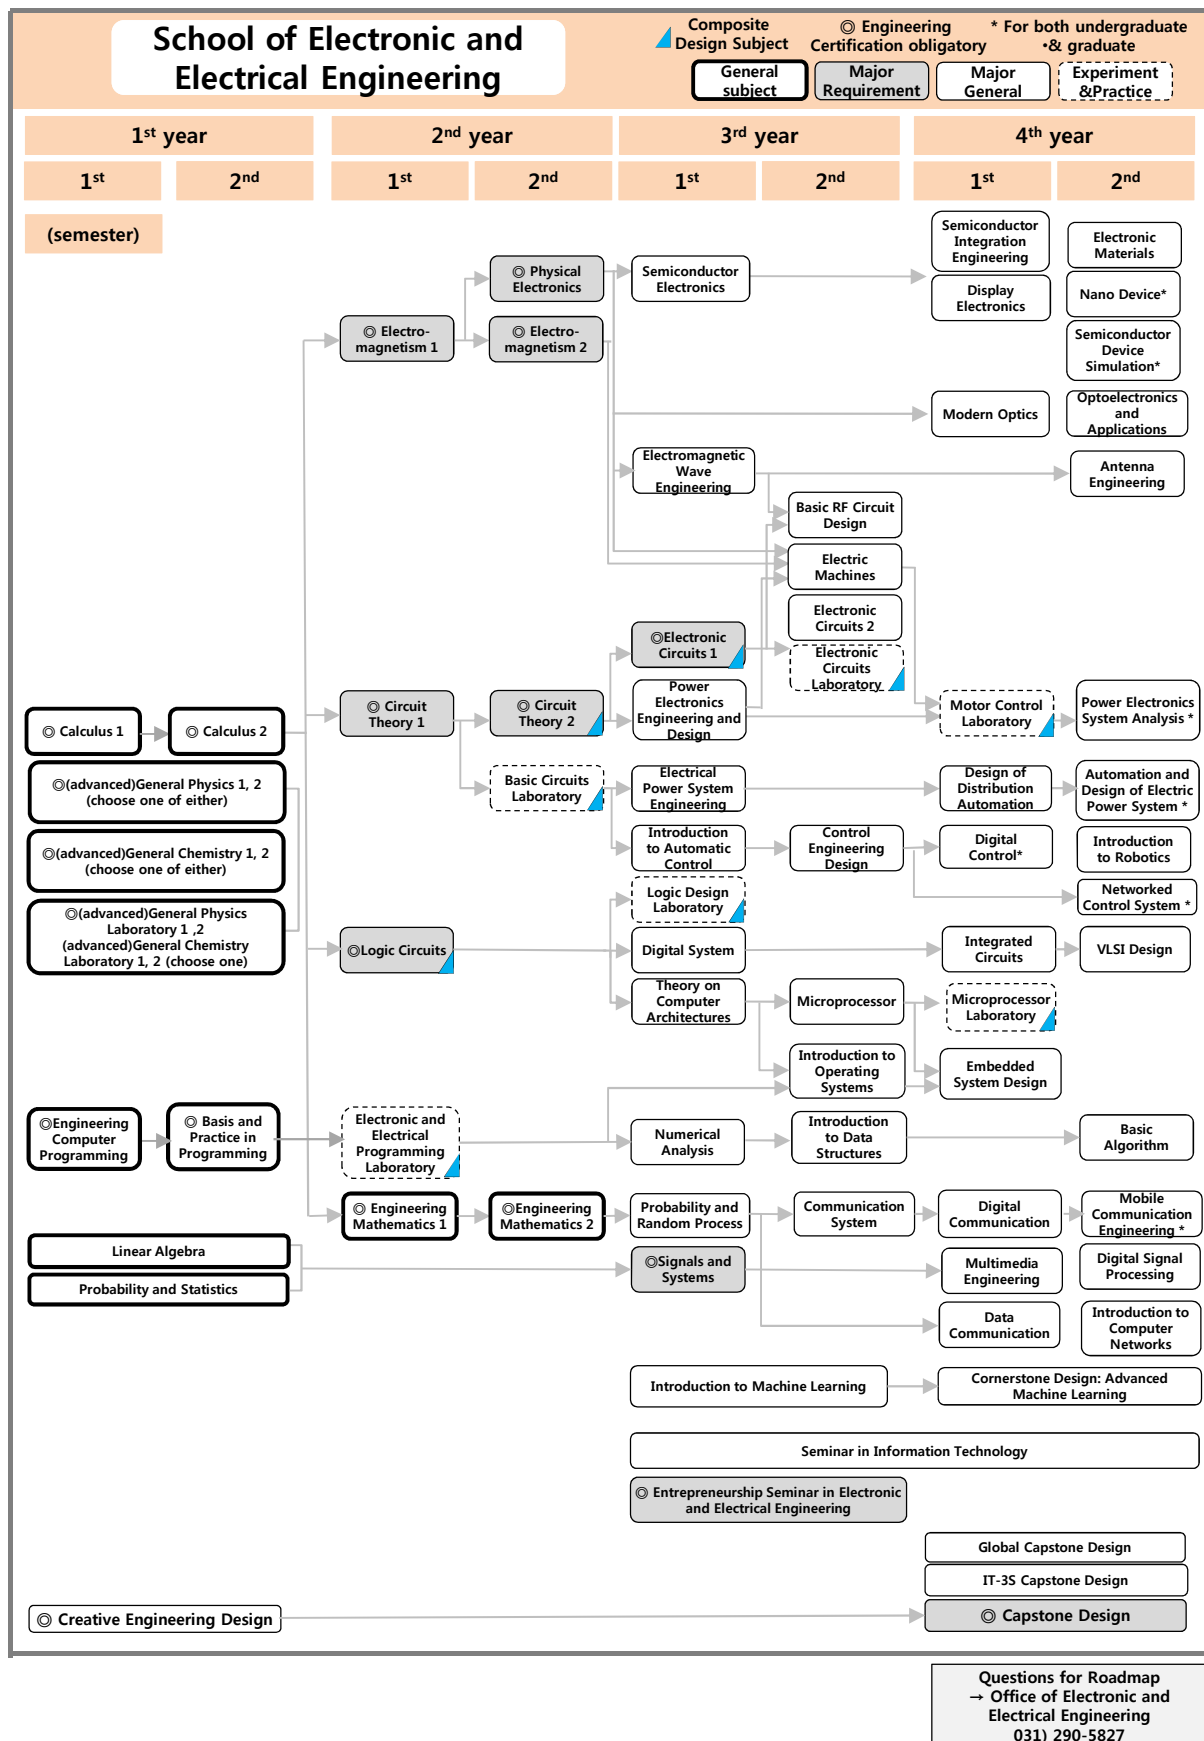 School of Electronic and
Electrical Engineering
Composite
Design Subject
◎ Engineering
Certification obligatory
* For both undergraduate
•& graduate
General
subject
Major
Requirement
Major
General
Experiment
&Practice
1st year
2nd year
3rd year
4th year
1st
2nd
1st
2nd
1st
2nd
1st
2nd
(semester)
Semiconductor
Integration
Engineering
Electronic
Materials
◎ Physical
Electronics
Semiconductor
Electronics
Display
Electronics
Nano Device*
◎ Electro-
magnetism 1
◎ Electro-
magnetism 2
Semiconductor
Device
Simulation*
Modern Optics
Optoelectronics
and
Applications
Electromagnetic
Wave
Engineering
Antenna
Engineering
Basic RF Circuit
Design
Electric
Machines
Electronic
Circuits 2
◎Electronic
Circuits 1
Electronic
Circuits
Laboratory
◎ Circuit
Theory 1
◎ Circuit
Theory 2
Power
Electronics
Engineering and
Design
Motor Control
Laboratory
Power Electronics
System Analysis *
◎ Calculus 1
◎ Calculus 2
◎(advanced)General Physics 1, 2
(choose one of either)
Basic Circuits
Laboratory
Electrical
Power System
Engineering
Design of
Distribution
Automation
Automation and
Design of Electric
Power System *
◎(advanced)General Chemistry 1, 2
(choose one of either)
Introduction
to Automatic
Control
Control
Engineering
Design
Digital
Control*
Introduction
to Robotics
Logic Design
Laboratory
Networked
Control System *
◎(advanced)General Physics
Laboratory 1 ,2
(advanced)General Chemistry
Laboratory 1, 2 (choose one)
◎Logic Circuits
Digital System
Integrated
Circuits
VLSI Design
Theory on
Computer
Architectures
Microprocessor
Microprocessor
Laboratory
Introduction to
Operating
Systems
Embedded
System Design
◎Engineering
Computer
Programming
◎ Basis and
Practice in
Programming
Electronic and
Electrical
Programming
Laboratory
Numerical
Analysis
Introduction
to Data
Structures
Basic
Algorithm
◎ Engineering
Mathematics 1
◎Engineering
Mathematics 2
Probability and
Random Process
Communication
System
Digital
Communication
Mobile
Communication
Engineering *
Linear Algebra
Probability and Statistics
◎Signals and
Systems
Multimedia
Engineering
Digital Signal
Processing
Data
Communication
Introduction to
Computer
Networks
Introduction to Machine Learning
Cornerstone Design: Advanced
Machine Learning
Seminar in Information Technology
◎ Entrepreneurship Seminar in Electronic
and Electrical Engineering
Global Capstone Design
IT-3S Capstone Design
◎ Creative Engineering Design
◎ Capstone Design
Questions for Roadmap
→ Office of Electronic and
Electrical Engineering
031) 290-5827